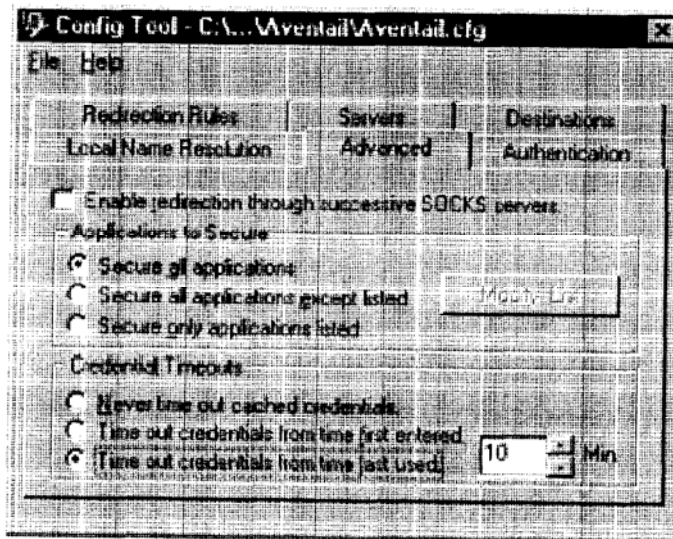 Config Tool - C:\...\Aventail\Aventail.cfg
File Help
Redirection Rules Servers Destinations
Local Name Resolution Advanced Authentication
Enable redirection through successive SOCKS servers.
Applications to Secure
Secure all applications
Secure all applications except listed
Modify List
Secure only applications listed
Credential Timeouts
Never time out cached credentials.
Time out credentials from time first entered.
Time out credentials from time last used.
10 Min